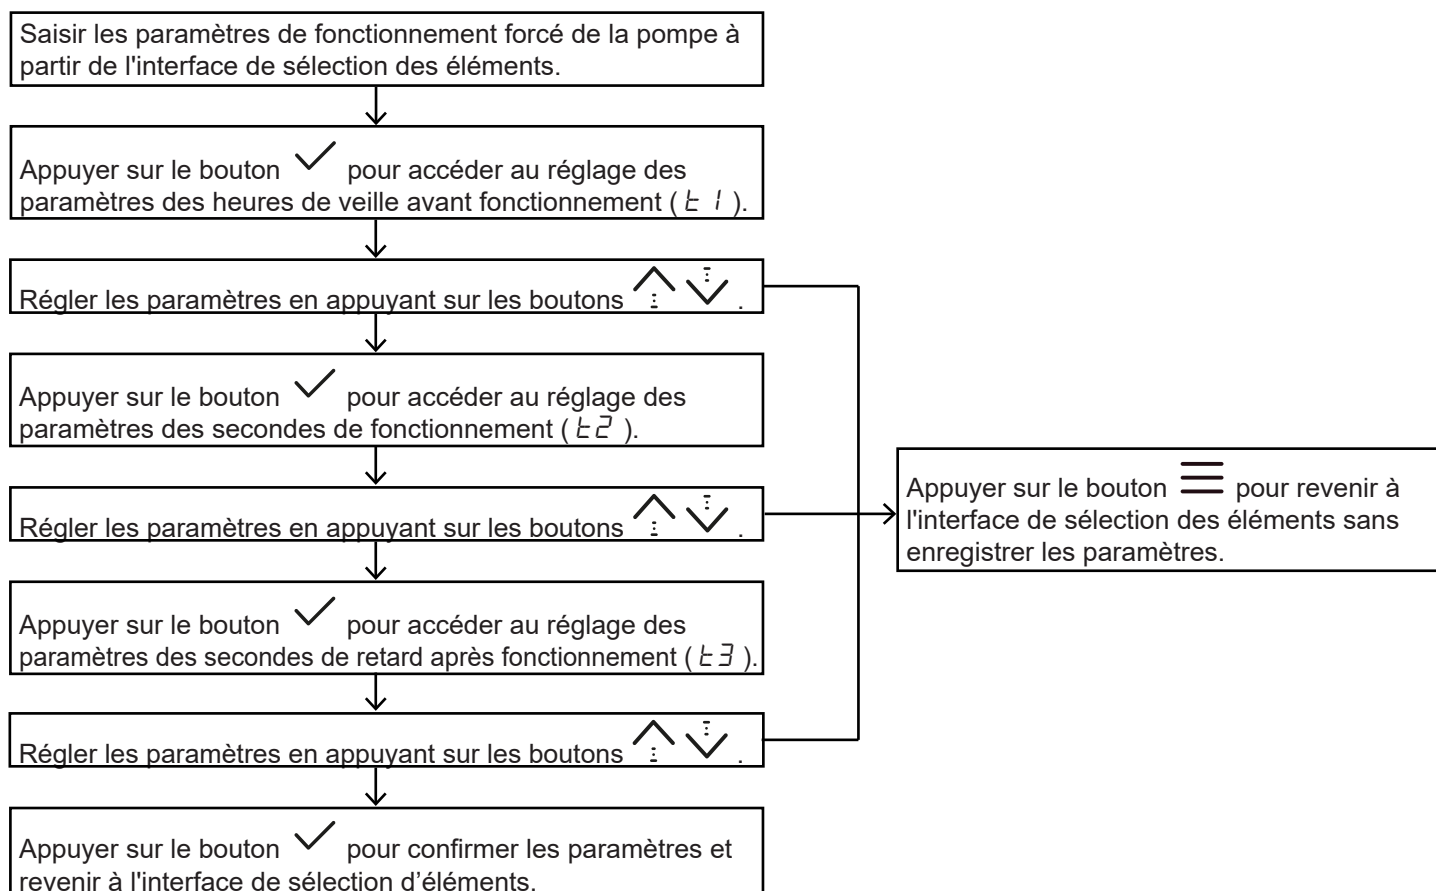 Saisir les paramètres de fonctionnement forcé de la pompe à
partir de l'interface de sélection des éléments.
Appuyer sur le bouton pour accéder au réglage des
paramètres des heures de veille avant fonctionnement ( t1 ).
Régler les paramètres en appuyant sur les boutons .
Appuyer sur le bouton pour accéder au réglage des
paramètres des secondes de fonctionnement ( t2 ).
Régler les paramètres en appuyant sur les boutons .
Appuyer sur le bouton pour accéder au réglage des
paramètres des secondes de retard après fonctionnement ( t3 ).
Régler les paramètres en appuyant sur les boutons .
Appuyer sur le bouton pour confirmer les paramètres et
revenir à l'interface de sélection d’éléments.
Appuyer sur le bouton pour revenir à
l'interface de sélection des éléments sans
enregistrer les paramètres.